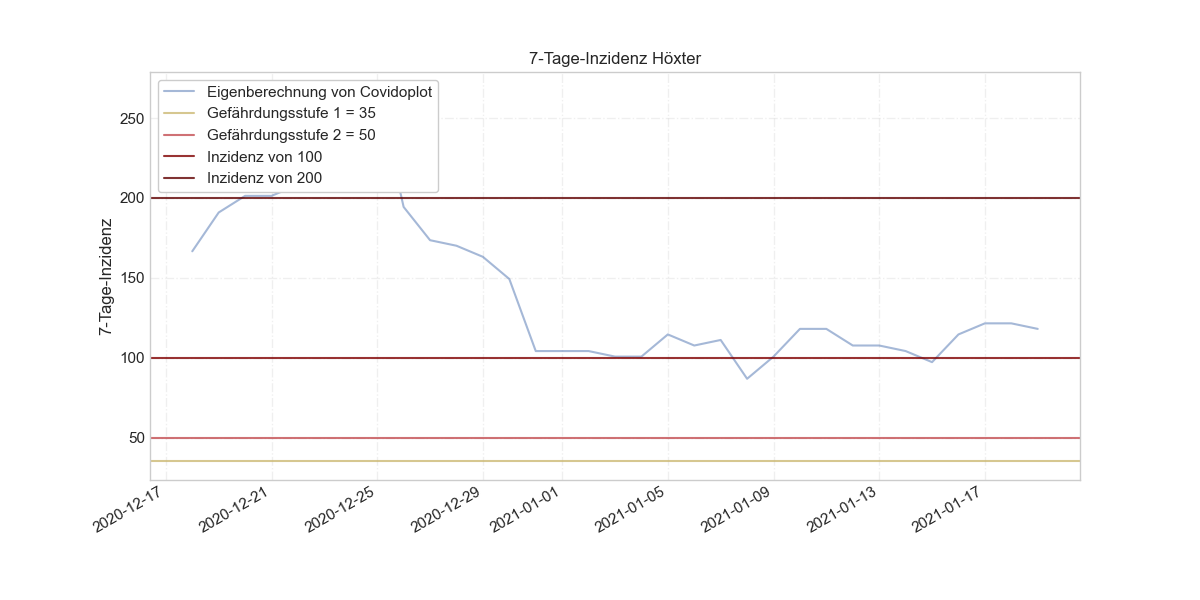 7-Tage-Inzidenz Höxter
Eigenberechnung von Covidoplot
Gefährdungsstufe 1 = 35
Gefährdungsstufe 2 = 50
Inzidenz von 100
Inzidenz von 200
7-Tage-Inzidenz
250
200
150
100
50
2020-12-17
2020-12-21
2020-12-25
2020-12-29
2021-01-01
2021-01-05
2021-01-09
2021-01-13
2021-01-17